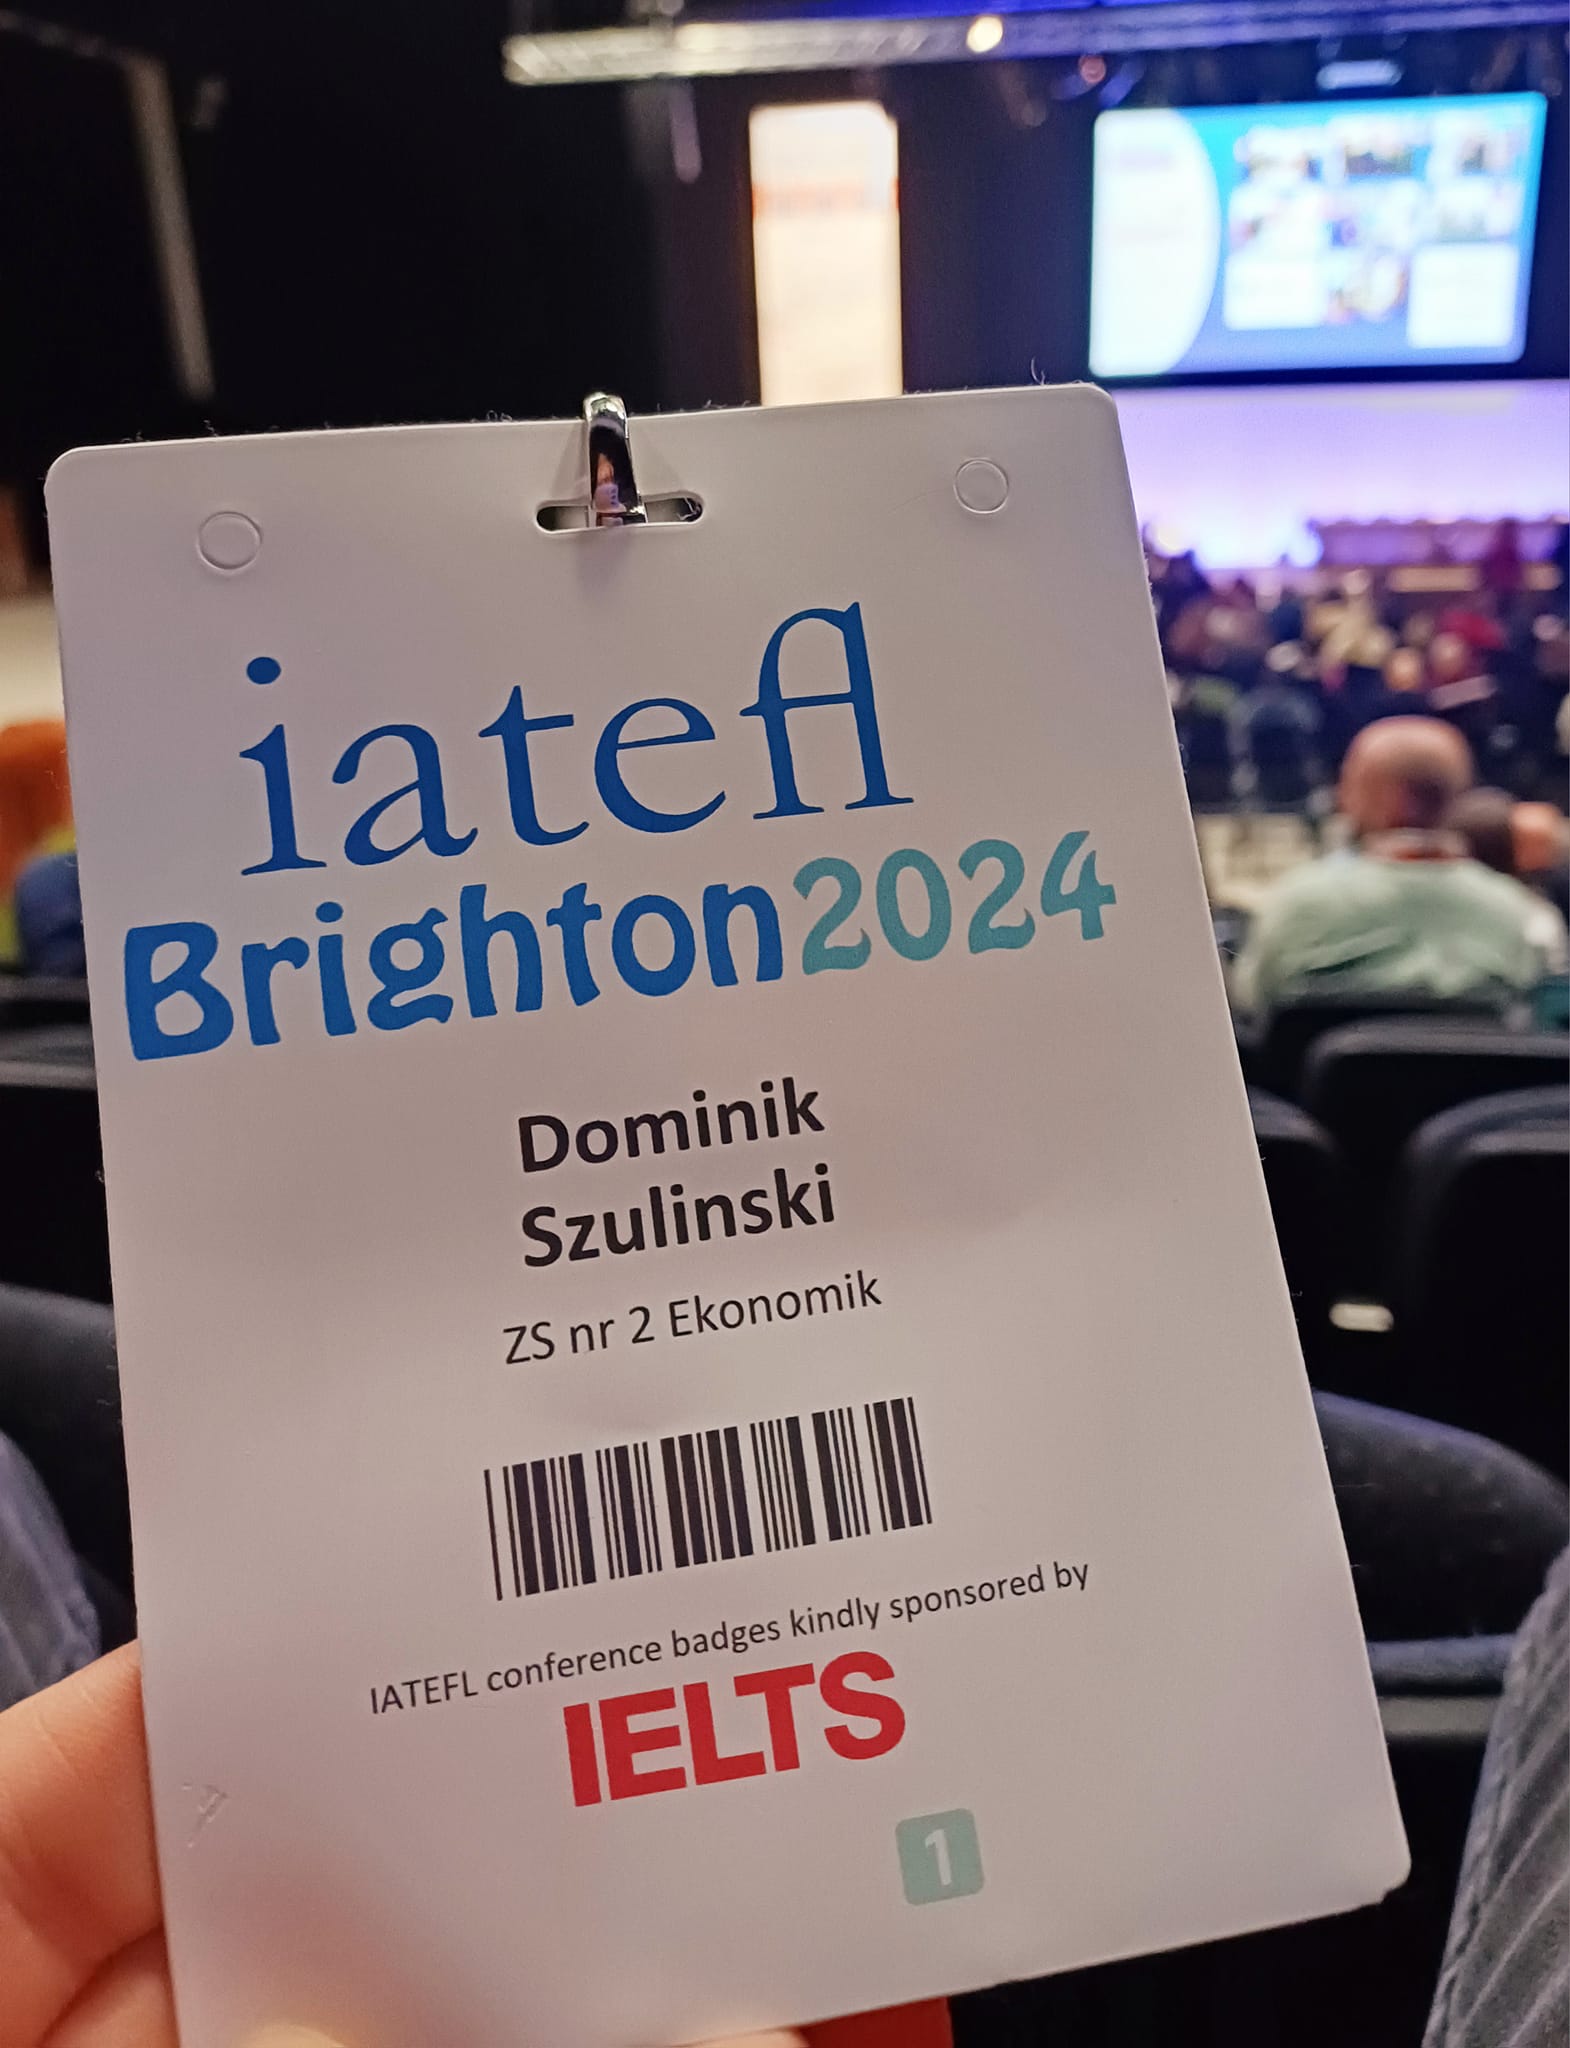 iatefl
Brighton2024
Dominik
Szulinski
ZS nr 2 Ekonomik
IATEFL conference badges kindly sponsored by
IELTS
1